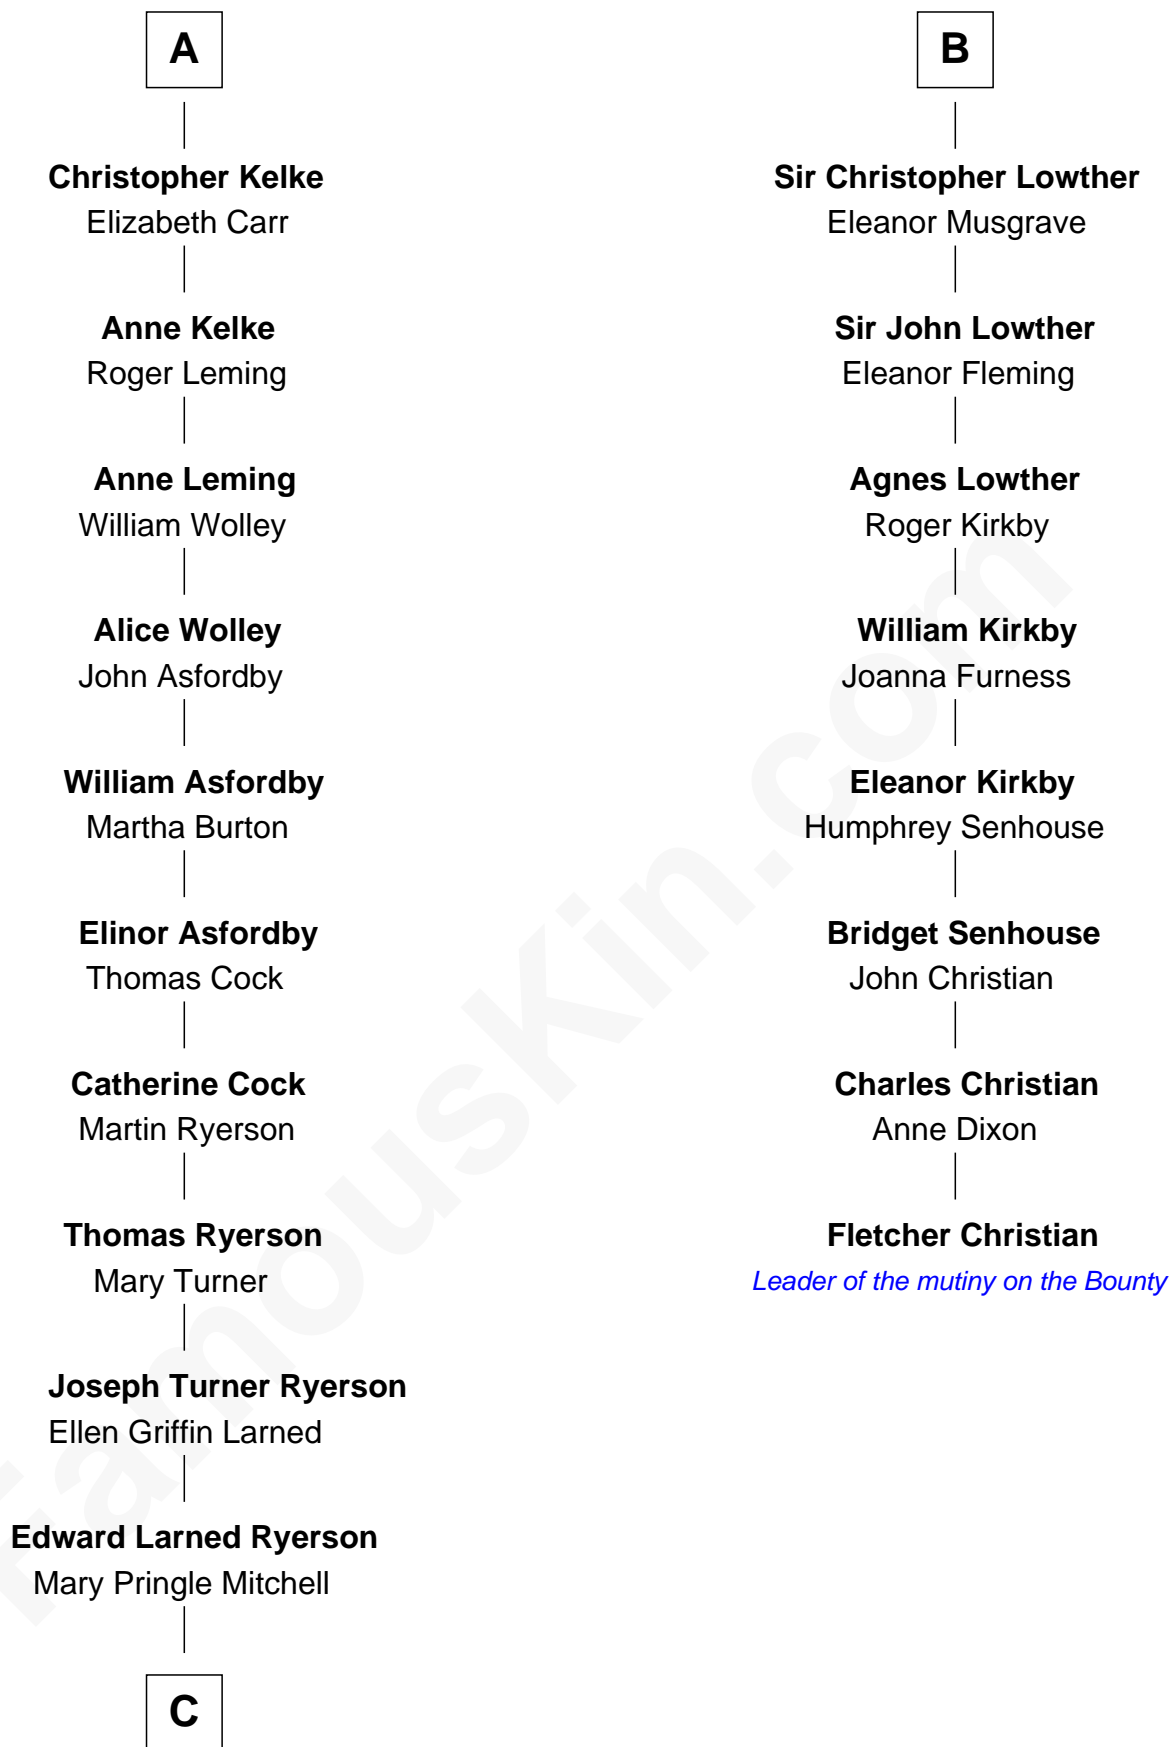 A
Christopher Kelke
Elizabeth Carr
Anne Kelke
Roger Leming
Anne Leming
William Wolley
Alice Wolley
John Asfordby
William Asfordby
Martha Burton
Elinor Asfordby
Thomas Cock
Catherine Cock
Martin Ryerson
Thomas Ryerson
Mary Turner
Joseph Turner Ryerson
Ellen Griffin Larned
Edward Larned Ryerson
Mary Pringle Mitchell
C
B
Sir Christopher Lowther
Eleanor Musgrave
Sir John Lowther
Eleanor Fleming
Agnes Lowther
Roger Kirkby
William Kirkby
Joanna Furness
Eleanor Kirkby
Humphrey Senhouse
Bridget Senhouse
John Christian
Charles Christian
Anne Dixon
Fletcher Christian
Leader of the mutiny on the Bounty
FamousKin.com